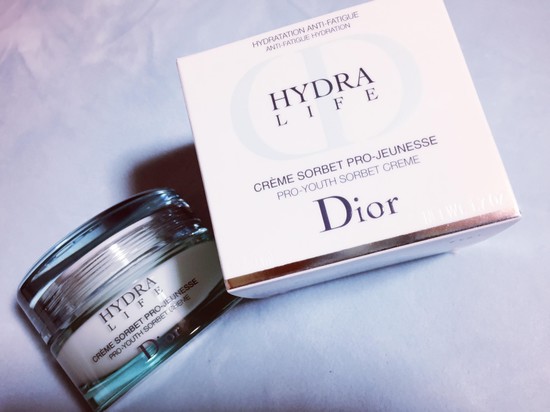 HYDRATATION ANTI-FATIGUE
ANTI-FATIGUE HYDRATION
HYDRA
LIFE
CRÈME SORBET PRO-JEUNESSE
PRO-YOUTH SORBET CREME
Dior
HYDRA
LIFE
CRÈME SORBET PRO-JEUNESSE
PRO-YOUTH SORBET CREME
Dior